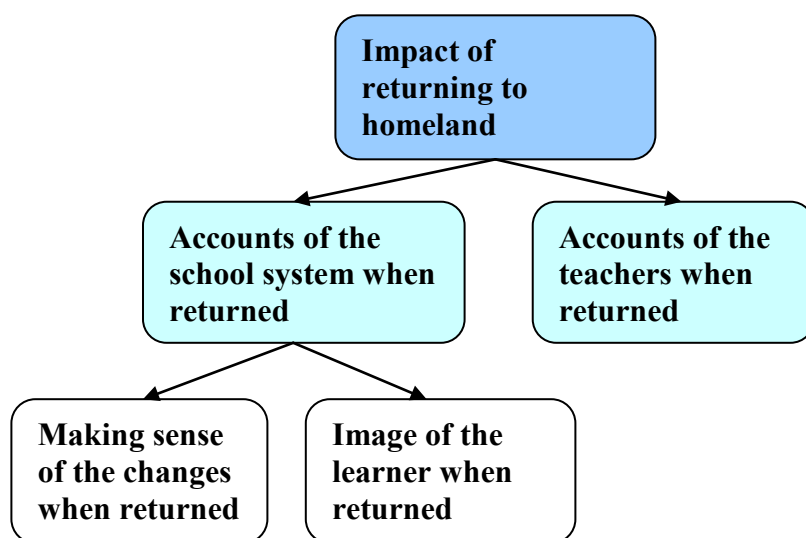 Impact of
returning to
homeland
Accounts of the
school system when
returned
Accounts of the
teachers when
returned
Making sense
of the changes
when returned
Image of the
learner when
returned